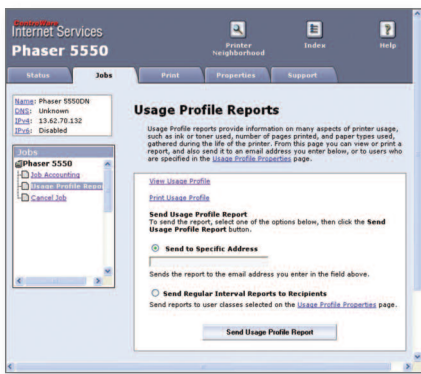 CentreWare
Internet Services
Phaser 5550
Printer Neighborhood
Index
Help
Status
Jobs
Print
Properties
Support
Name: Phaser 5550DN
DNS: Unknown
IPv4: 13.62.70.132
IPv6: Disabled
Jobs
Phaser 5550
Job Accounting
Usage Profile Repo
Cancel Job
Usage Profile Reports
Usage Profile reports provide information on many aspects of printer usage,
such as ink or toner used, number of pages printed, and paper types used,
gathered during the life of the printer. From this page you can view or print a
report, and also send it to an email address you enter below, or to users who
are specified in the Usage Profile Properties page.
View Usage Profile
Print Usage Profile
Send Usage Profile Report
To send the report, select one of the options below, then click the Send
Usage Profile Report button.
Send to Specific Address
Sends the report to the email address you enter in the field above.
Send Regular Interval Reports to Recipients
Send reports to user classes selected on the Usage Profile Properties page.
Send Usage Profile Report